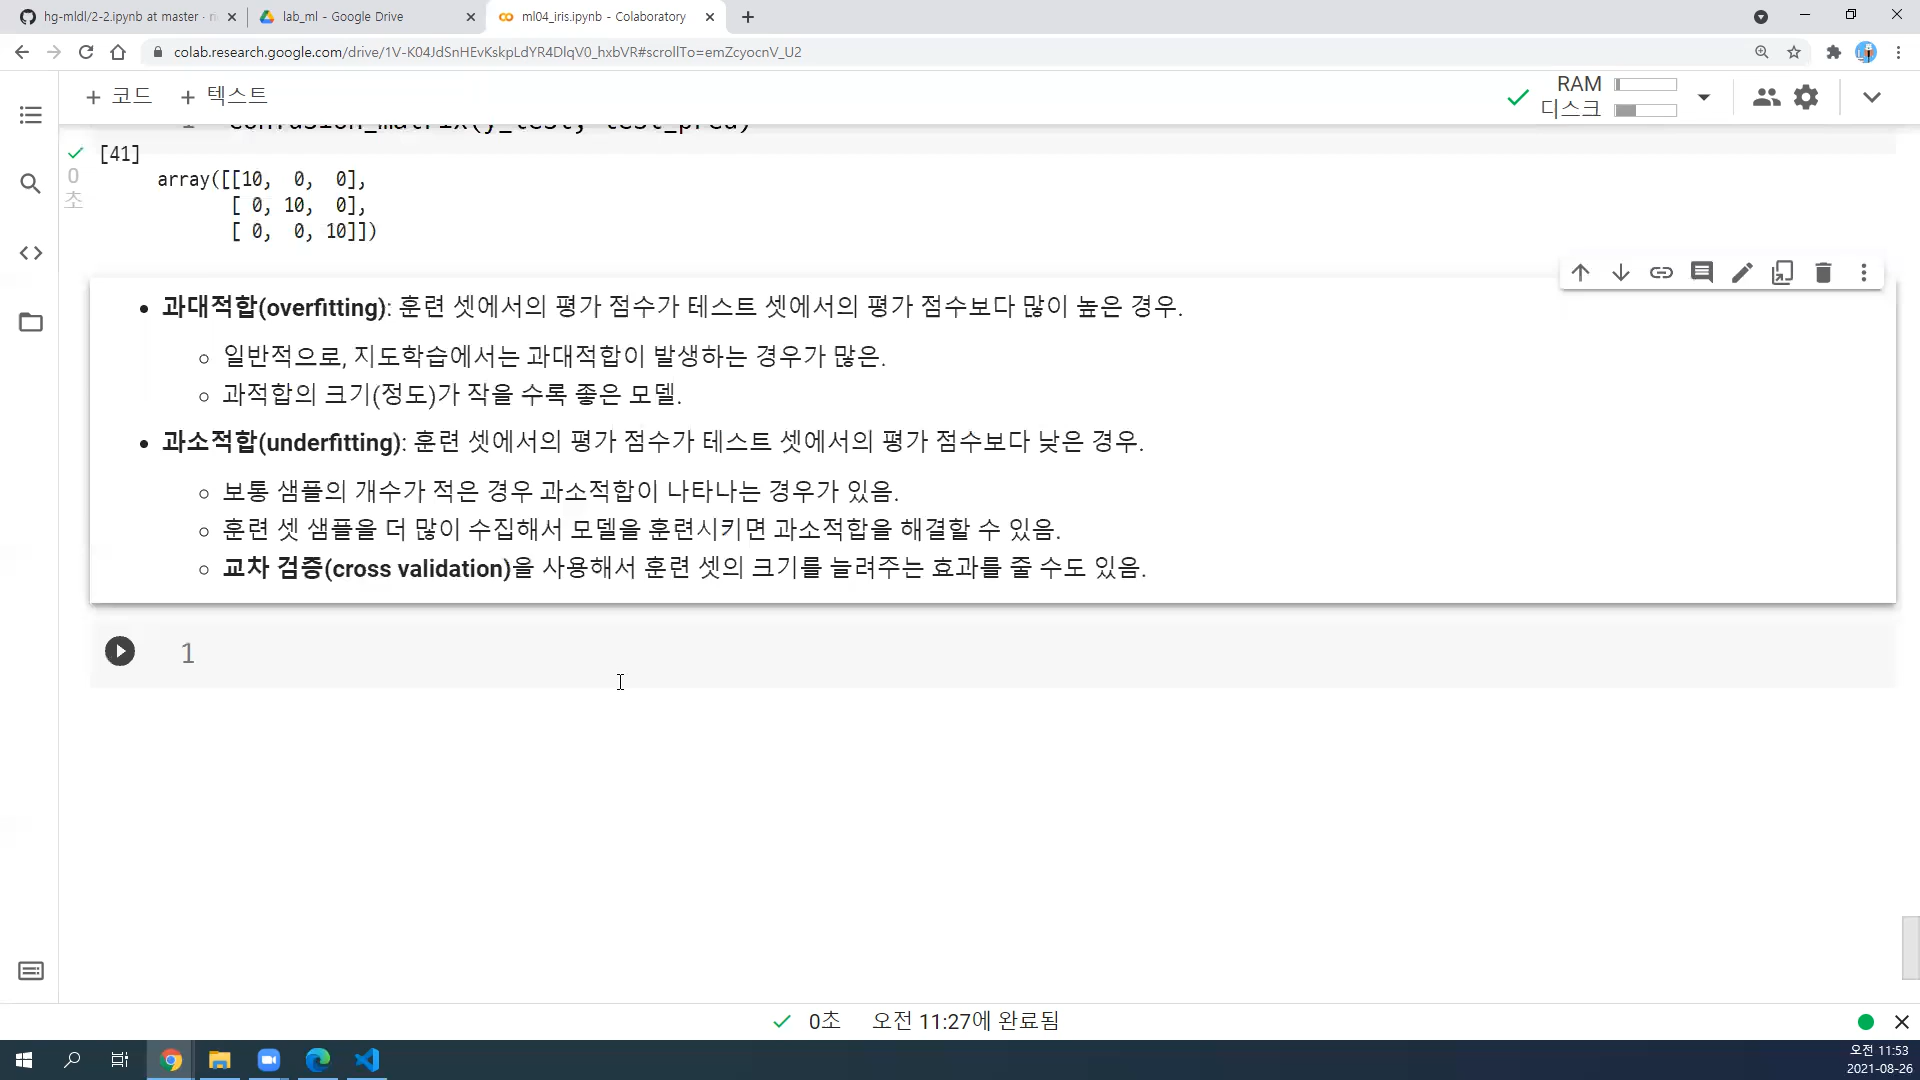 hg-mldl/2-2.ipynb at master · ri
lab_ml - Google Drive
ml04_iris.ipynb - Colaboratory
colab.research.google.com/drive/1V-K04JdSnHEvKskpLdYR4DlqV0_hxbVR#scrollTo=emZcyocnV_U2
+ 코드 + 텍스트
RAM
디스크
1 confusion_matrix(y_test, test_pred)
[41]
0
초
array([[10, 0, 0],
[ 0, 10, 0],
[ 0, 0, 10]])
• 과대적합(overfitting): 훈련 셋에서의 평가 점수가 테스트 셋에서의 평가 점수보다 많이 높은 경우.
○ 일반적으로, 지도학습에서는 과대적합이 발생하는 경우가 많은.
○ 과적합의 크기(정도)가 작을 수록 좋은 모델.
• 과소적합(underfitting): 훈련 셋에서의 평가 점수가 테스트 셋에서의 평가 점수보다 낮은 경우.
○ 보통 샘플의 개수가 적은 경우 과소적합이 나타나는 경우가 있음.
○ 훈련 셋 샘플을 더 많이 수집해서 모델을 훈련시키면 과소적합을 해결할 수 있음.
○ 교차 검증(cross validation)을 사용해서 훈련 셋의 크기를 늘려주는 효과를 줄 수도 있음.
1
0초 오전 11:27에 완료됨
오전 11:53
2021-08-26